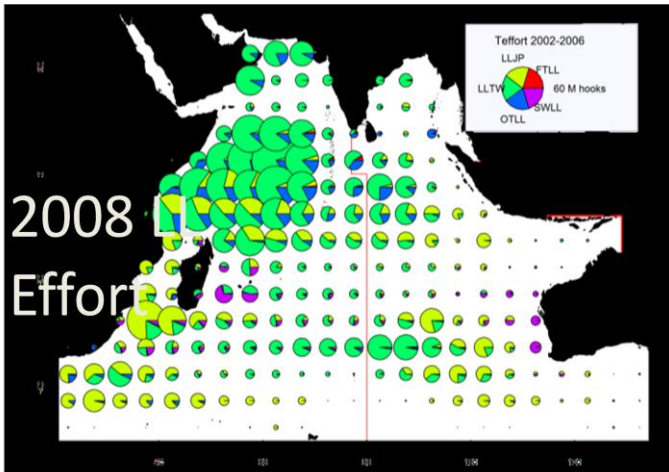 Teffort 2002-2006
LLJP
FTLL
LLTW
60 M hooks
SWLL
OTLL
2008 LL
Effort